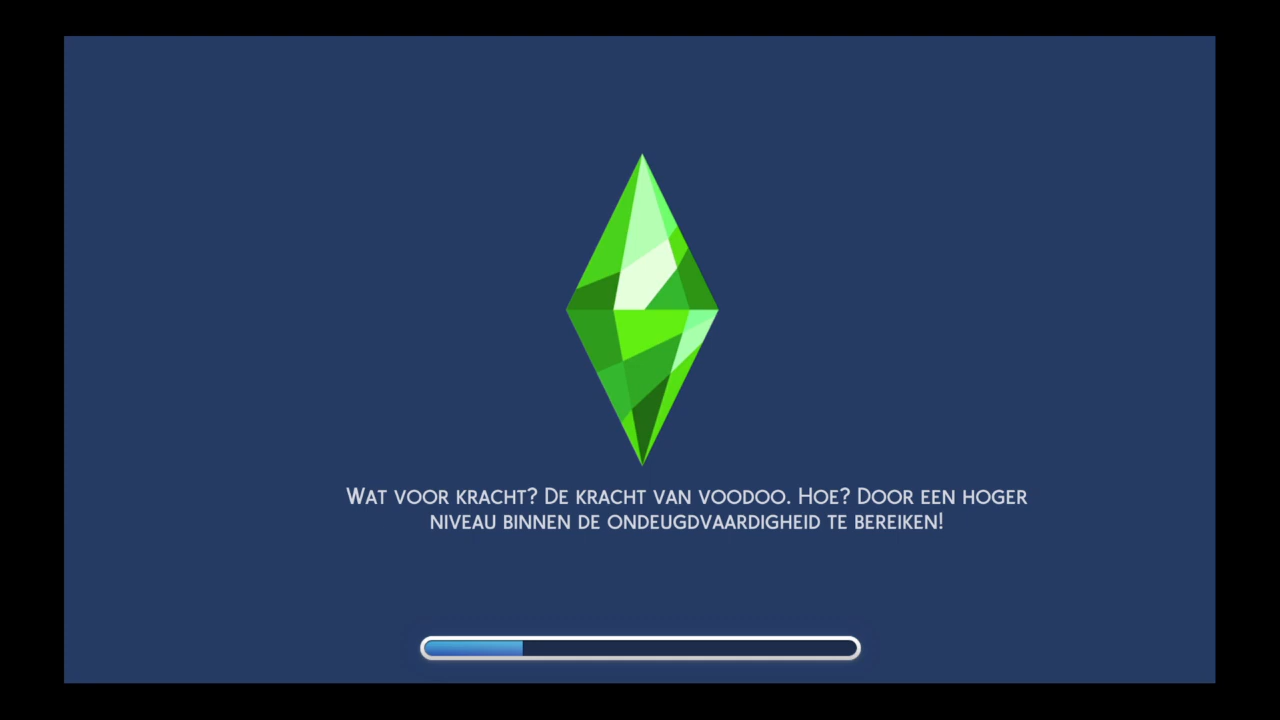 Wat voor kracht? De kracht van voodoo. Hoe? Door een hoger
niveau binnen de ondeugdvaardigheid te bereiken!